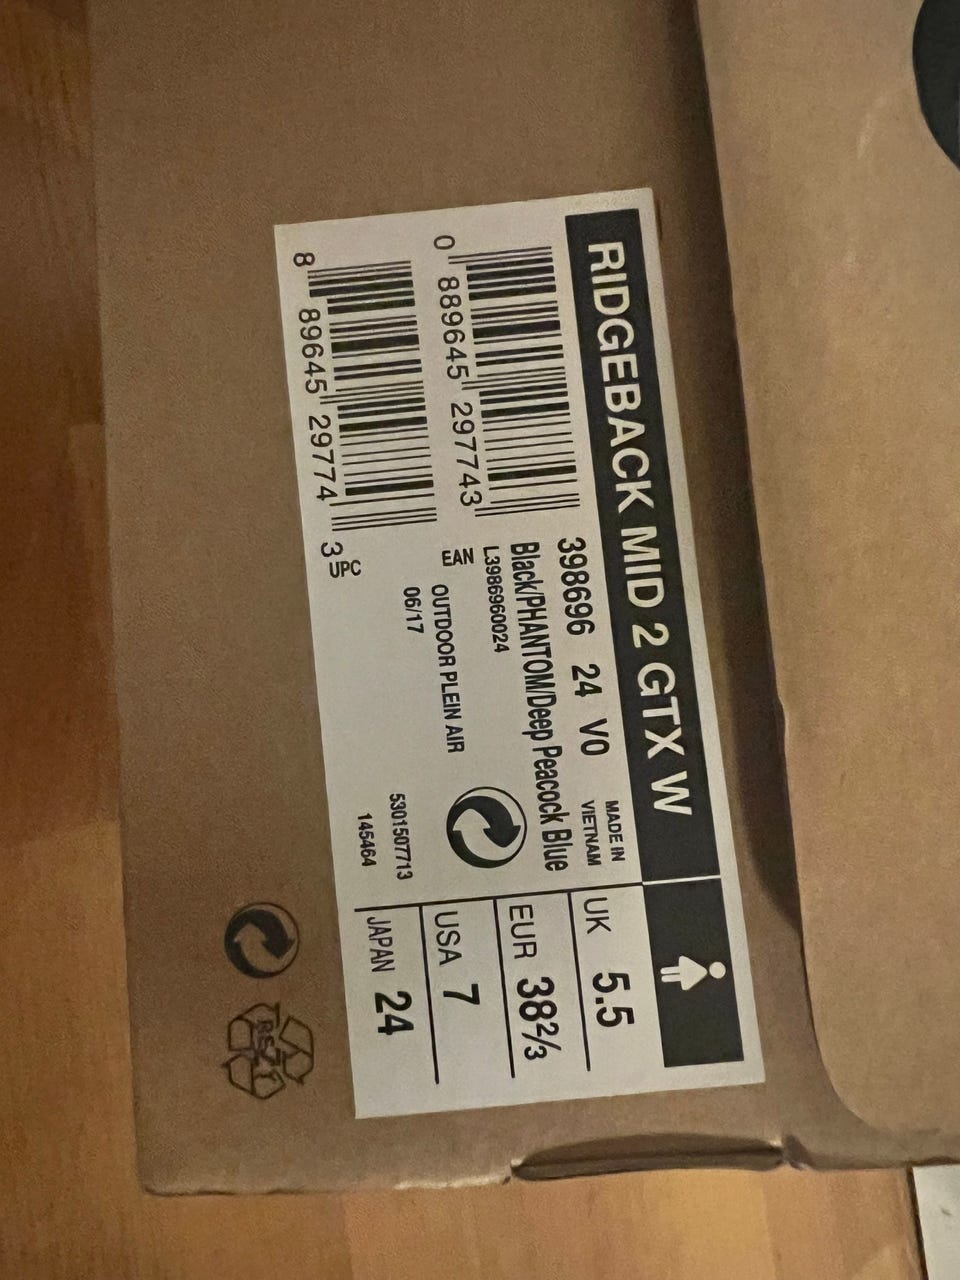 RIDGEBACK MID 2 GTX W
398696 24 V0
MADE IN
VIETNAM
Black/PHANTOM/Deep Peacock Blue
L3986960024
EAN
0 889645 297743
OUTDOOR PLEIN AIR
06/17
UPC
8 89645 29774 3
5301507713
145464
UK 5.5
EUR 38⅔
USA 7
JAPAN 24